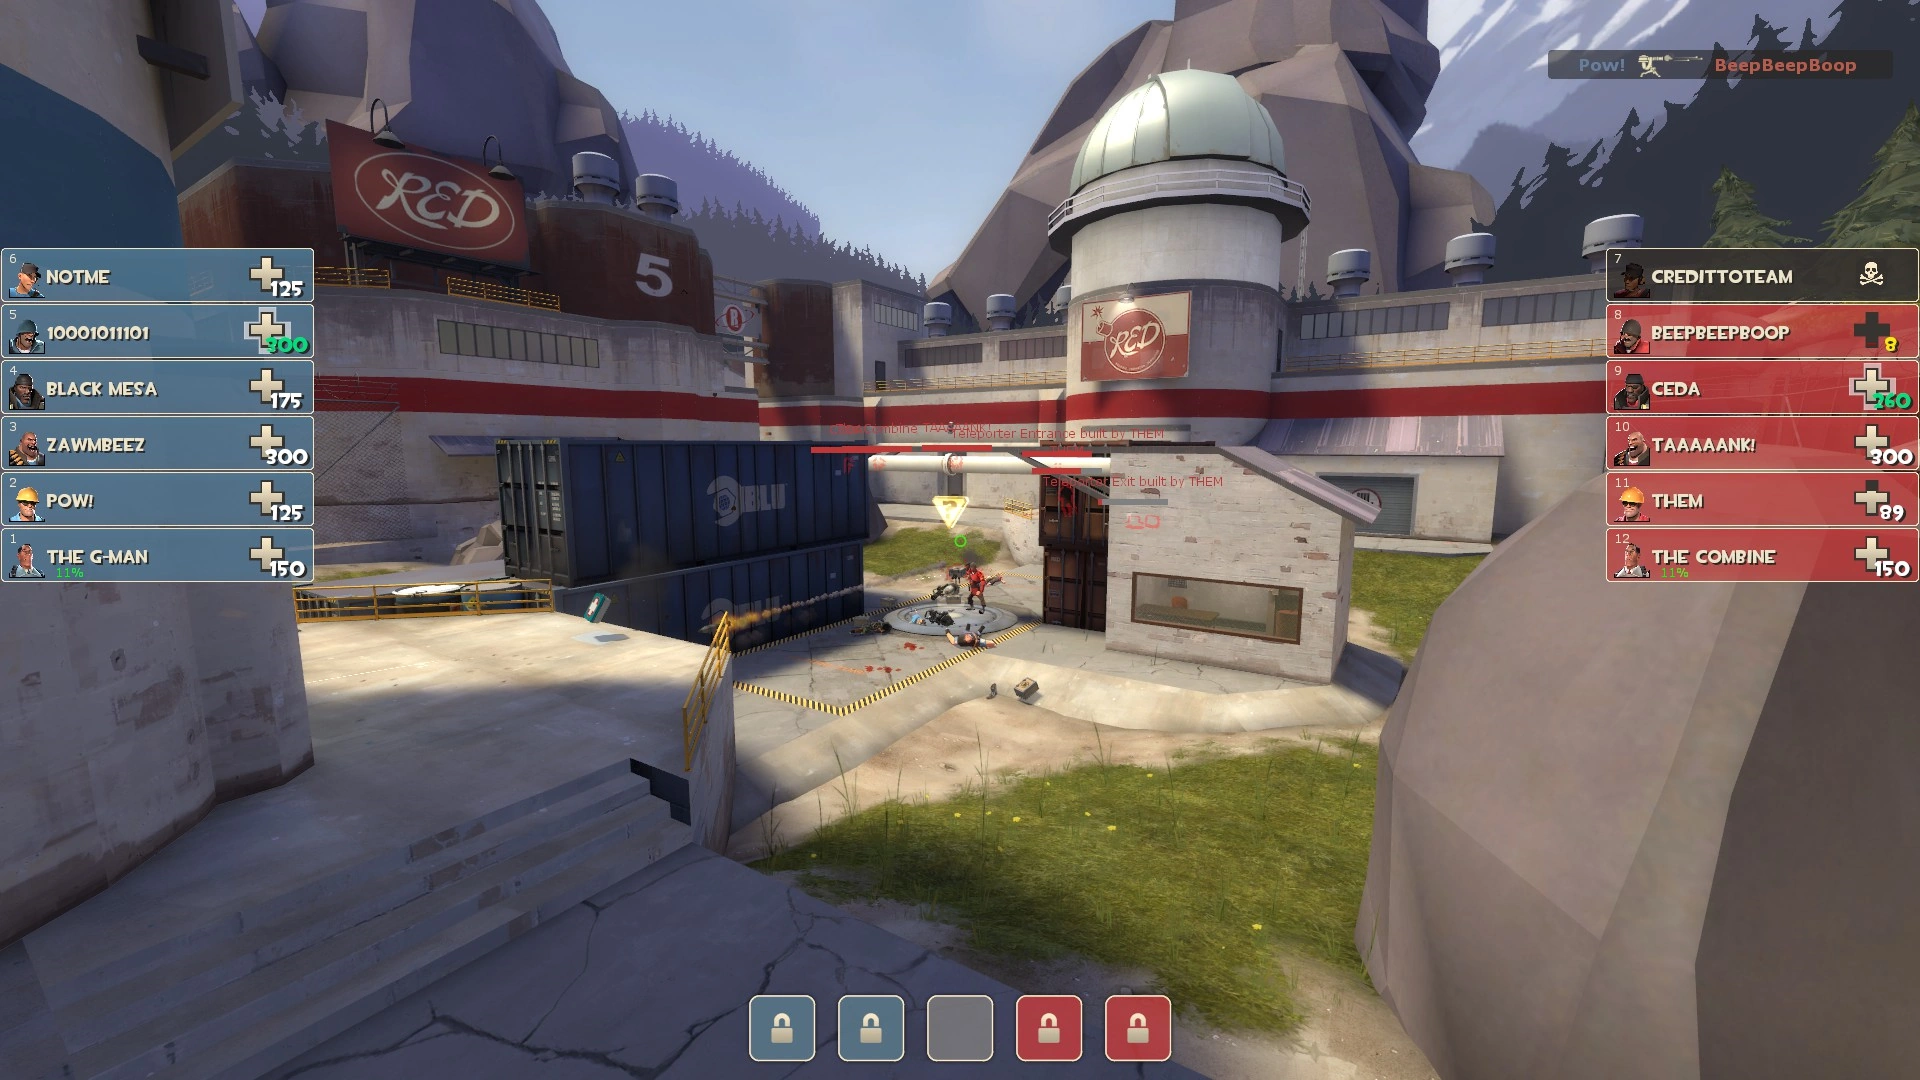 Pow! BeepBeepBoop
RED
5
RED
6 NOTME 125
5 10001011101 300
4 BLACK MESA 175
3 ZAWMBEEZ 300
2 POW! 125
1 THE G-MAN 150
11%
7 CREDITTOTEAM
8 BEEPBEEPBOOP 8
9 CEDA 260
10 TAAAAANK! 300
11 THEM 89
12 THE COMBINE 150
11%
Teleporter Entrance built by THEM
Teleporter Exit built by THEM
BLU